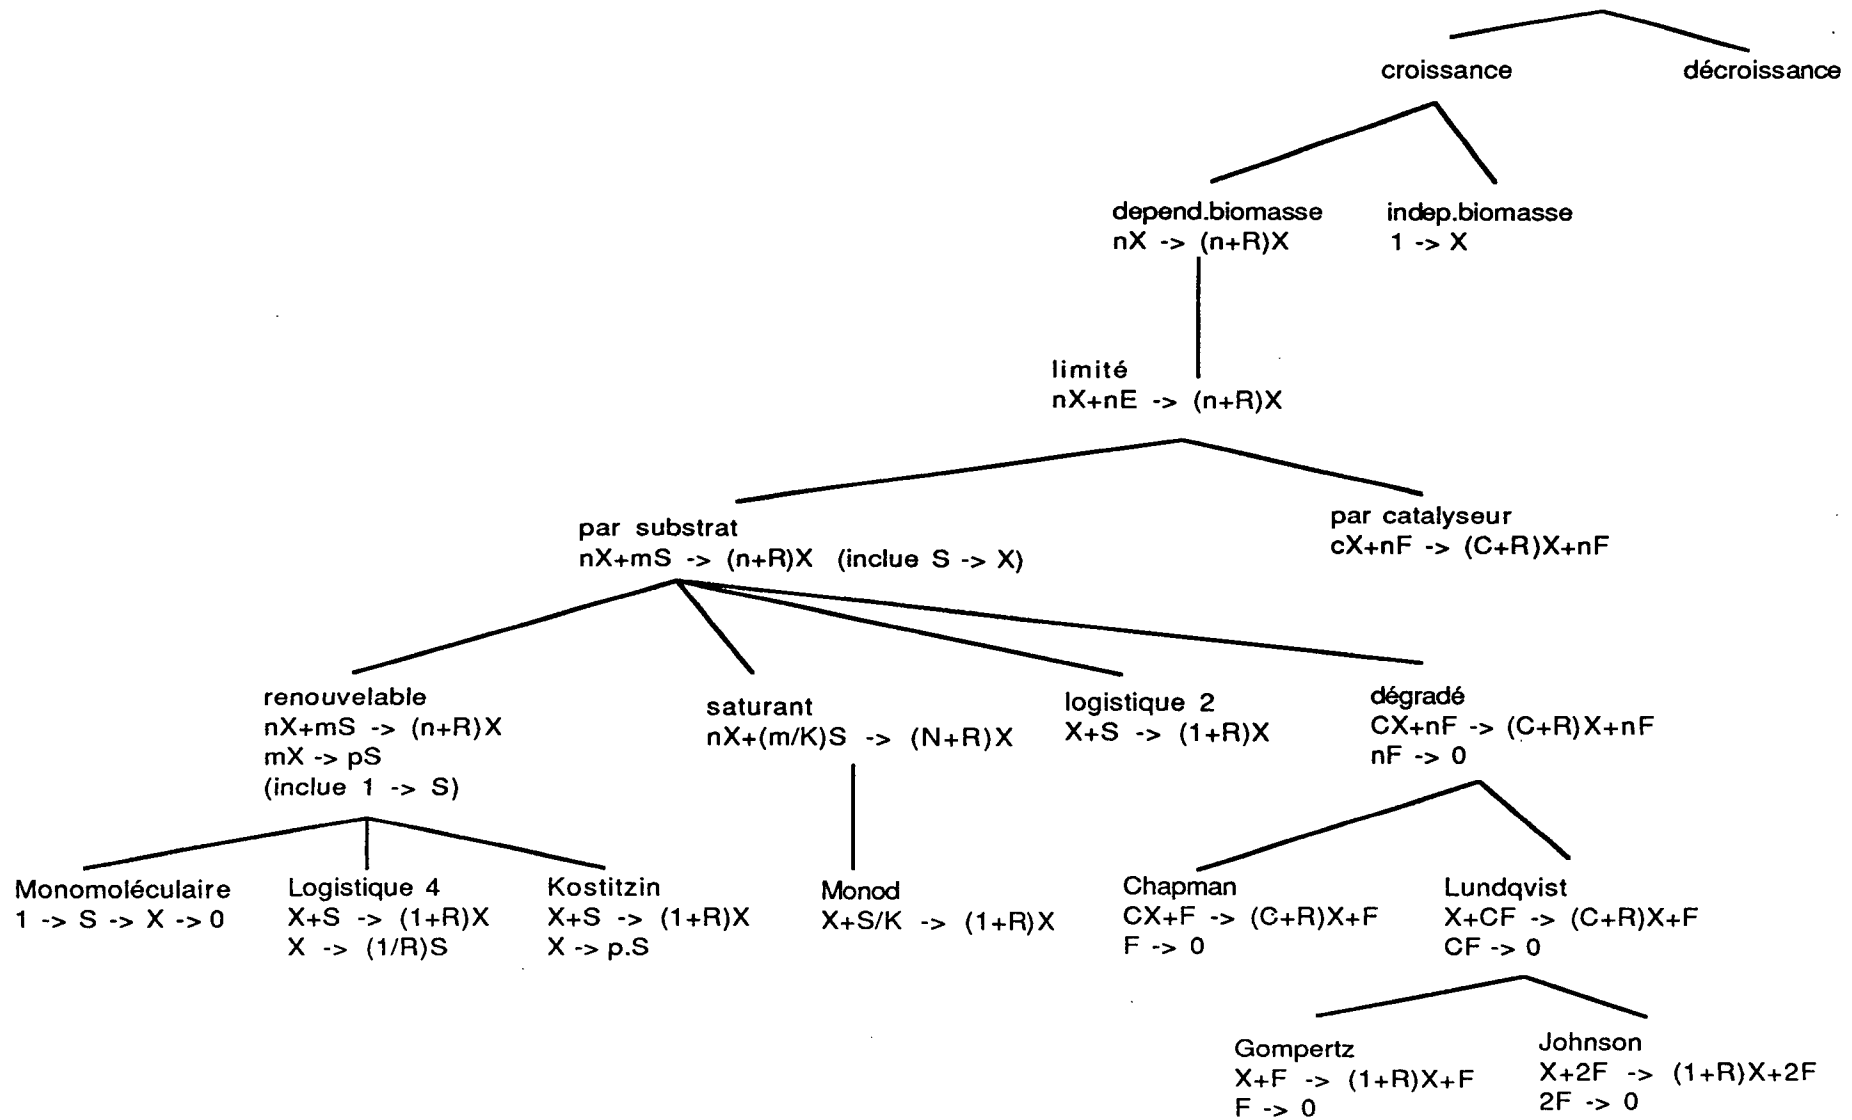 croissance
décroissance
depend.biomasse
nX -> (n+R)X
indep.biomasse
1 -> X
limité
nX+nE -> (n+R)X
par substrat
nX+mS -> (n+R)X (inclue S -> X)
par catalyseur
cX+nF -> (C+R)X+nF
renouvelable
nX+mS -> (n+R)X
mX -> pS
(inclue 1 -> S)
saturant
nX+(m/K)S -> (N+R)X
logistique 2
X+S -> (1+R)X
dégradé
CX+nF -> (C+R)X+nF
nF -> 0
Monomoléculaire
1 -> S -> X -> 0
Logistique 4
X+S -> (1+R)X
X -> (1/R)S
Kostitzin
X+S -> (1+R)X
X -> p.S
Monod
X+S/K -> (1+R)X
Chapman
CX+F -> (C+R)X+F
F -> 0
Lundqvist
X+CF -> (C+R)X+F
CF -> 0
Gompertz
X+F -> (1+R)X+F
F -> 0
Johnson
X+2F -> (1+R)X+2F
2F -> 0